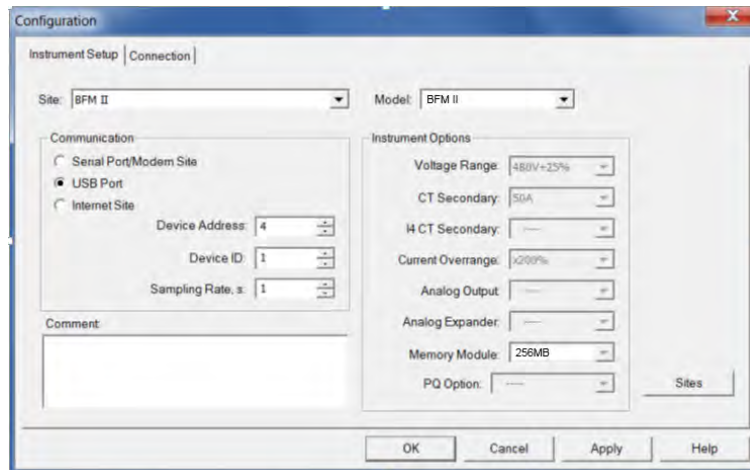 Configuration
X
Instrument Setup Connection
Site: BFM II
Model: BFM II
Communication
Serial Port/Modem Site
USB Port
Internet Site
Device Address: 4
Device ID: 1
Sampling Rate, s: 1
Comment:
Instrument Options
Voltage Range: 480V+25%
CT Secondary: 50A
I4 CT Secondary: ----
Current Overrange: x200%
Analog Output: ----
Analog Expander: ----
Memory Module: 256MB
PQ Option: ----
Sites
OK Cancel Apply Help